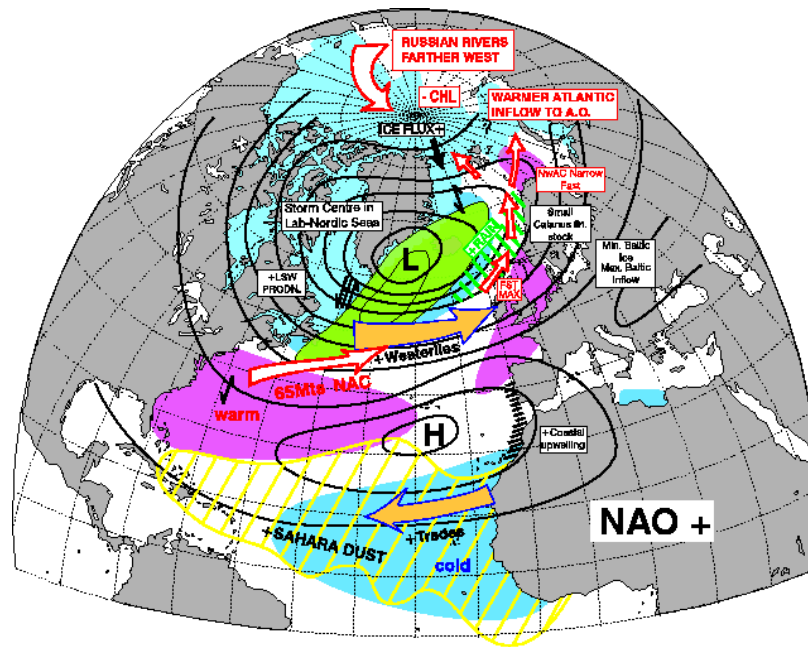 RUSSIAN RIVERS
FARTHER WEST
- CHL
WARMER ATLANTIC
INFLOW TO A.O.
ICE FLUX+
NwAC Narrow
Fast
Storm Centre in
Lab-Nordic Seas
Small
Calanus fin.
stock
+RAIN
Min. Baltic
Ice
Max. Baltic
Inflow
L
+LSW
PRODN.
FST
MAX
+Westerlies
65Mts NAC
warm
H
+Coastal
upwelling
NAO +
+SAHARA DUST
+Trades
cold